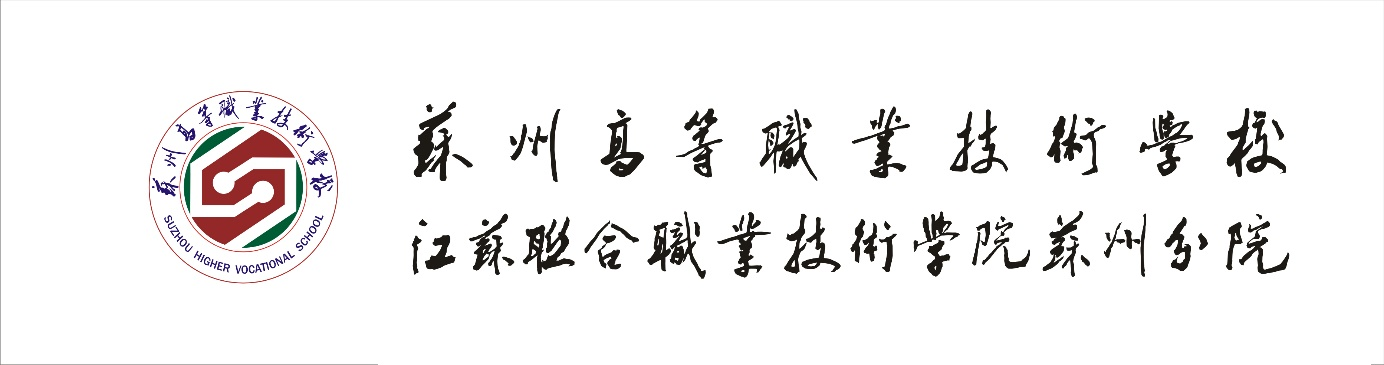 蘇州高等職業技術學校
SUZHOU HIGHER VOCATIONAL SCHOOL
蘇州高等職業技術學校
江蘇联合職業技術學院蘇州分院